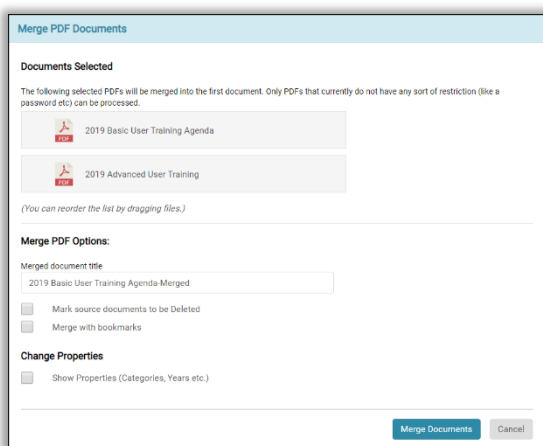 Merge PDF Documents
Documents Selected
The following selected PDFs will be merged into the first document. Only PDFs that currently do not have any sort of restriction (like a
password etc) can be processed.
PDF
2019 Basic User Training Agenda
PDF
2019 Advanced User Training
(You can reorder the list by dragging files.)
Merge PDF Options:
Merged document title
2019 Basic User Training Agenda-Merged
Mark source documents to be Deleted
Merge with bookmarks
Change Properties
Show Properties (Categories, Years etc.)
Merge Documents Cancel